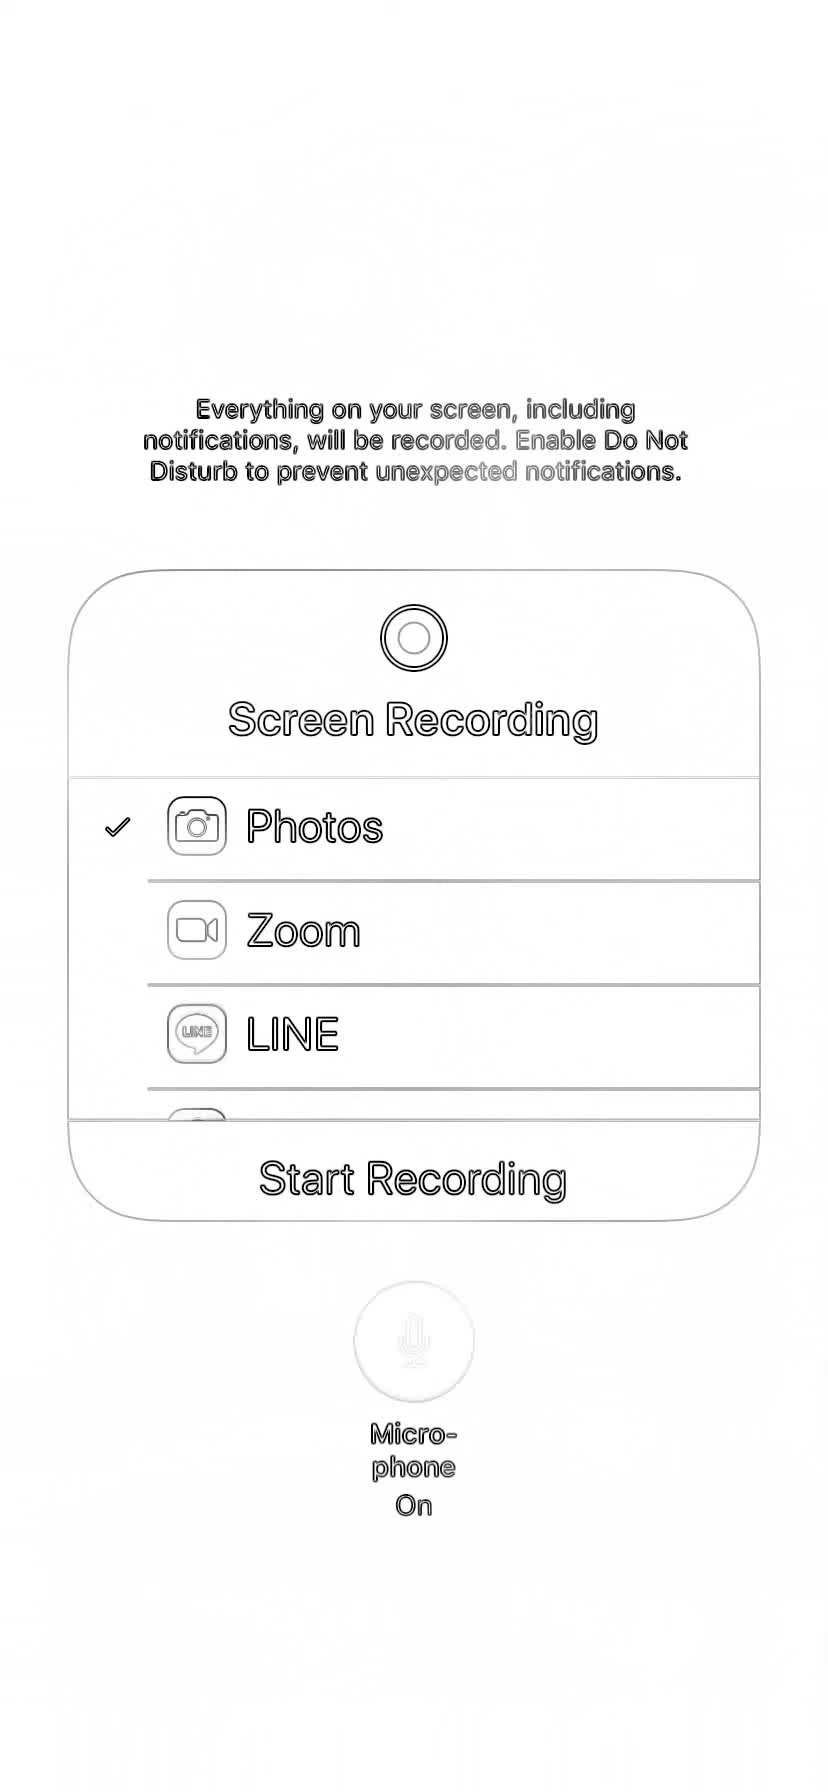 Everything on your screen, including
notifications, will be recorded. Enable Do Not
Disturb to prevent unexpected notifications.
Screen Recording
Photos
Zoom
LINE
LINE
Start Recording
Micro-
phone
On